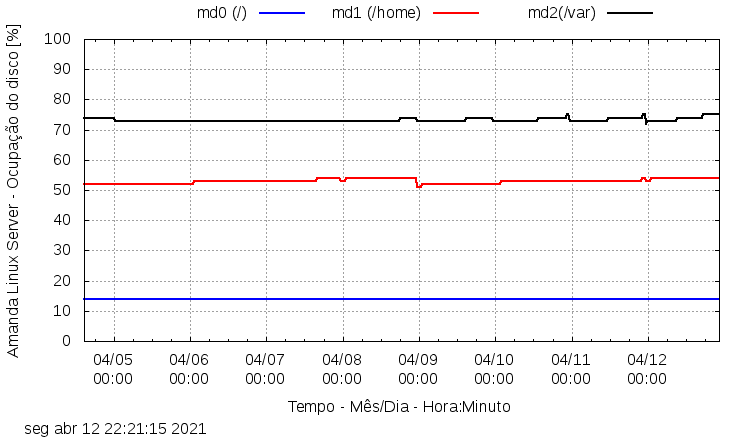 md0 (/) md1 (/home) md2(/var)
Amanda Linux Server - Ocupação do disco [%]
100
90
80
70
60
50
40
30
20
10
0
04/05 04/06 04/07 04/08 04/09 04/10 04/11 04/12
00:00 00:00 00:00 00:00 00:00 00:00 00:00 00:00
Tempo - Mês/Dia - Hora:Minuto
seg abr 12 22:21:15 2021